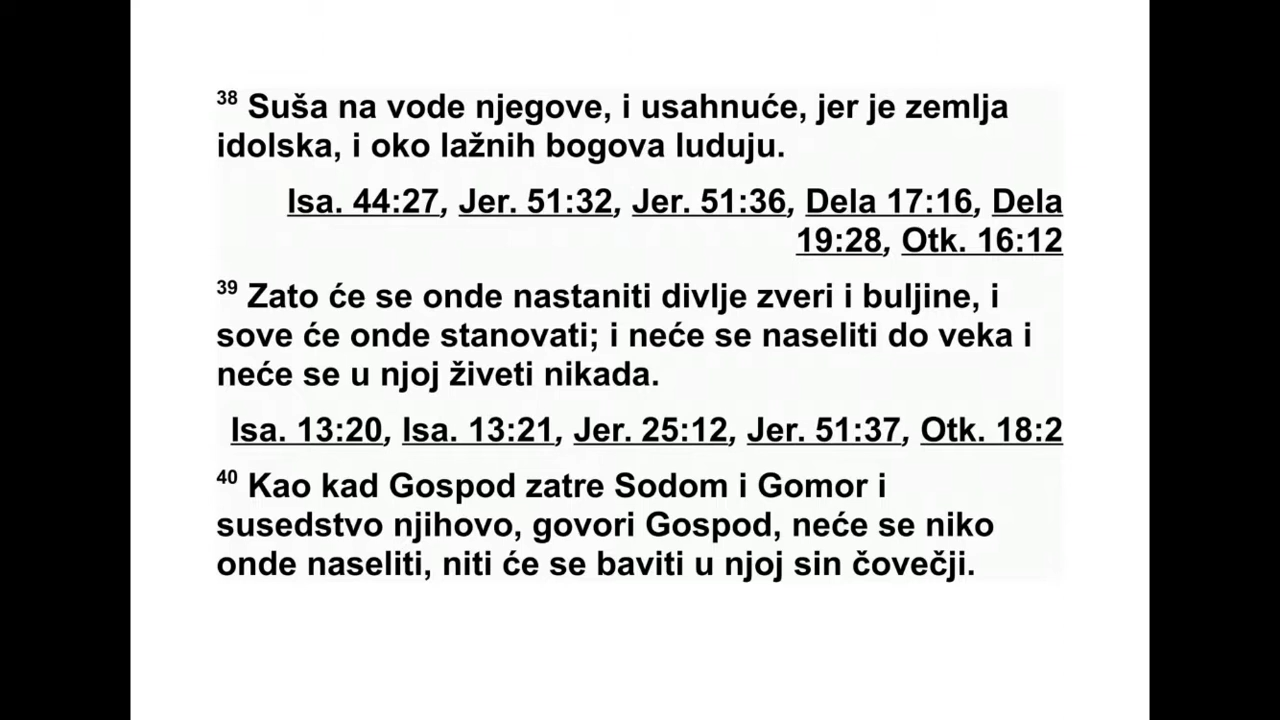 38 Suša na vode njegove, i usahnuće, jer je zemlja
idolska, i oko lažnih bogova luduju.
Isa. 44:27, Jer. 51:32, Jer. 51:36, Dela 17:16, Dela
19:28, Otk. 16:12
39 Zato će se onde nastaniti divlje zveri i buljine, i
sove će onde stanovati; i neće se naseliti do veka i
neće se u njoj živeti nikada.
Isa. 13:20, Isa. 13:21, Jer. 25:12, Jer. 51:37, Otk. 18:2
40 Kao kad Gospod zatre Sodom i Gomor i
susedstvo njihovo, govori Gospod, neće se niko
onde naseliti, niti će se baviti u njoj sin čovečji.